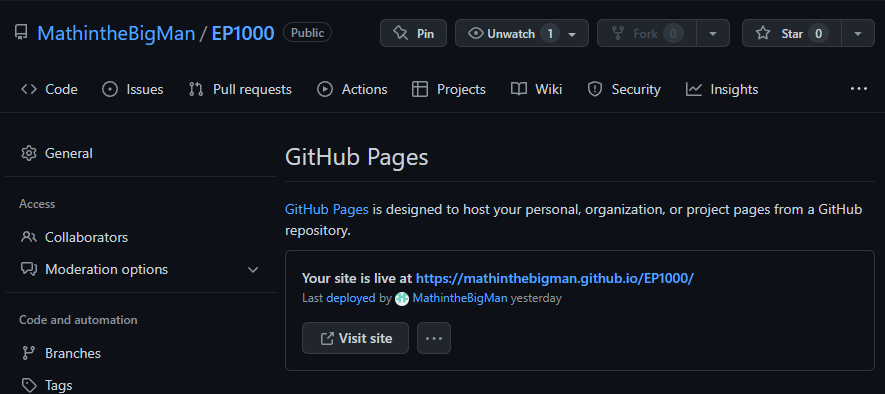 MathintheBigMan / EP1000 Public Pin Unwatch 1 Fork 0 Star 0
Code Issues Pull requests Actions Projects Wiki Security Insights
General
Access
Collaborators
Moderation options
Code and automation
Branches
Tags
GitHub Pages
GitHub Pages is designed to host your personal, organization, or project pages from a GitHub
repository.
Your site is live at https://mathinthebigman.github.io/EP1000/
Last deployed by MathintheBigMan yesterday
Visit site